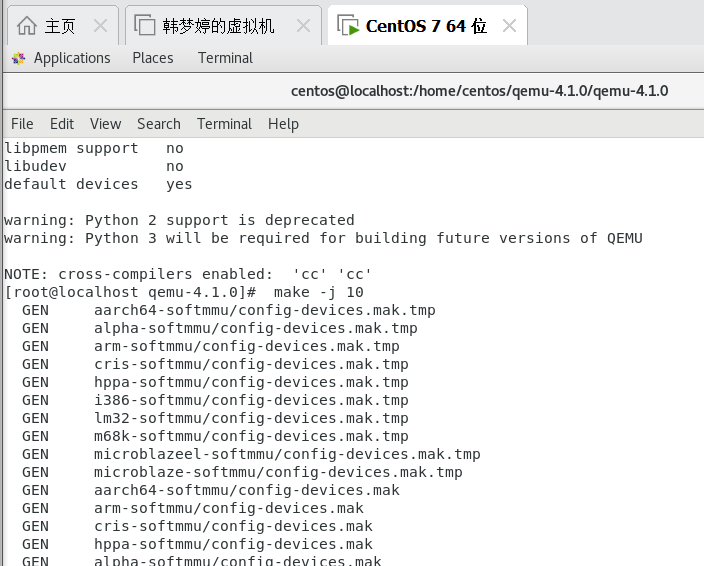 主页
韩梦婷的虚拟机
CentOS 7 64 位
Applications Places Terminal
centos@localhost:/home/centos/qemu-4.1.0/qemu-4.1.0
File Edit View Search Terminal Help
libpmem support   no
libudev           no
default devices   yes
warning: Python 2 support is deprecated
warning: Python 3 will be required for building future versions of QEMU
NOTE: cross-compilers enabled:  'cc' 'cc'
[root@localhost qemu-4.1.0]#  make -j 10
  GEN     aarch64-softmmu/config-devices.mak.tmp
  GEN     alpha-softmmu/config-devices.mak.tmp
  GEN     arm-softmmu/config-devices.mak.tmp
  GEN     cris-softmmu/config-devices.mak.tmp
  GEN     hppa-softmmu/config-devices.mak.tmp
  GEN     i386-softmmu/config-devices.mak.tmp
  GEN     lm32-softmmu/config-devices.mak.tmp
  GEN     m68k-softmmu/config-devices.mak.tmp
  GEN     microblazeel-softmmu/config-devices.mak.tmp
  GEN     microblaze-softmmu/config-devices.mak.tmp
  GEN     aarch64-softmmu/config-devices.mak
  GEN     arm-softmmu/config-devices.mak
  GEN     cris-softmmu/config-devices.mak
  GEN     hppa-softmmu/config-devices.mak
  GEN     alpha-softmmu/config-devices.mak